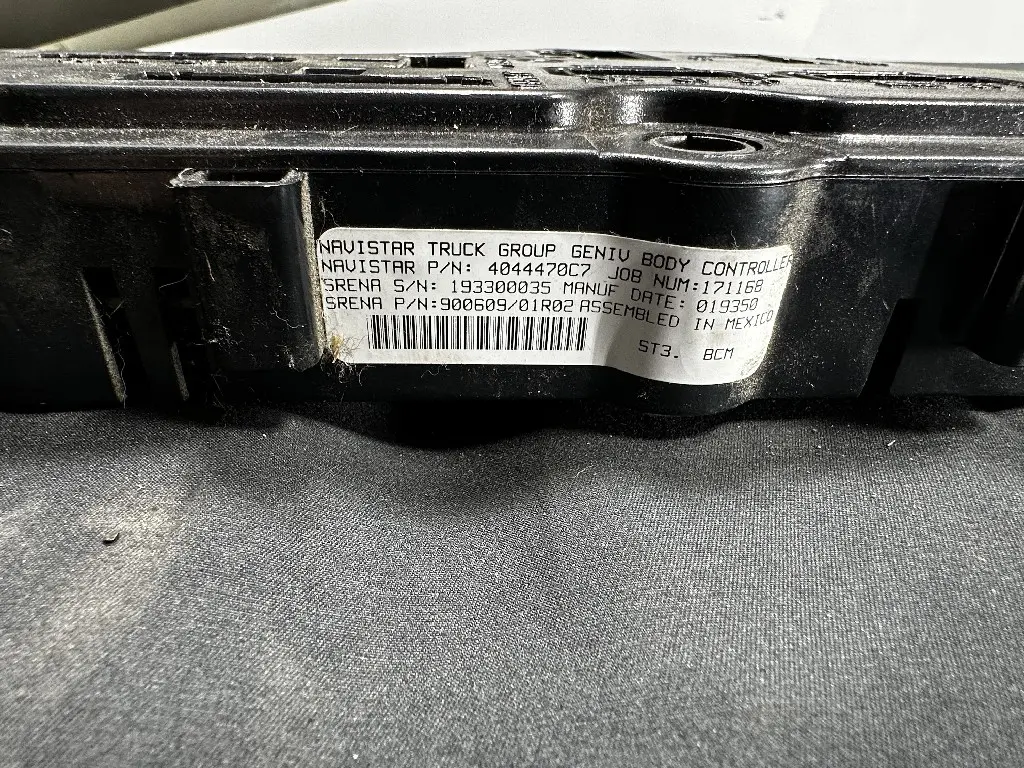 NAVISTAR TRUCK GROUP GENIV BODY CONTROLLER
NAVISTAR P/N: 4044470C7 JOB NUM:171168
SRENA S/N: 193300035 MANUF DATE: 019350
SRENA P/N:900609/01R02 ASSEMBLED IN MEXICO
ST3. BCM